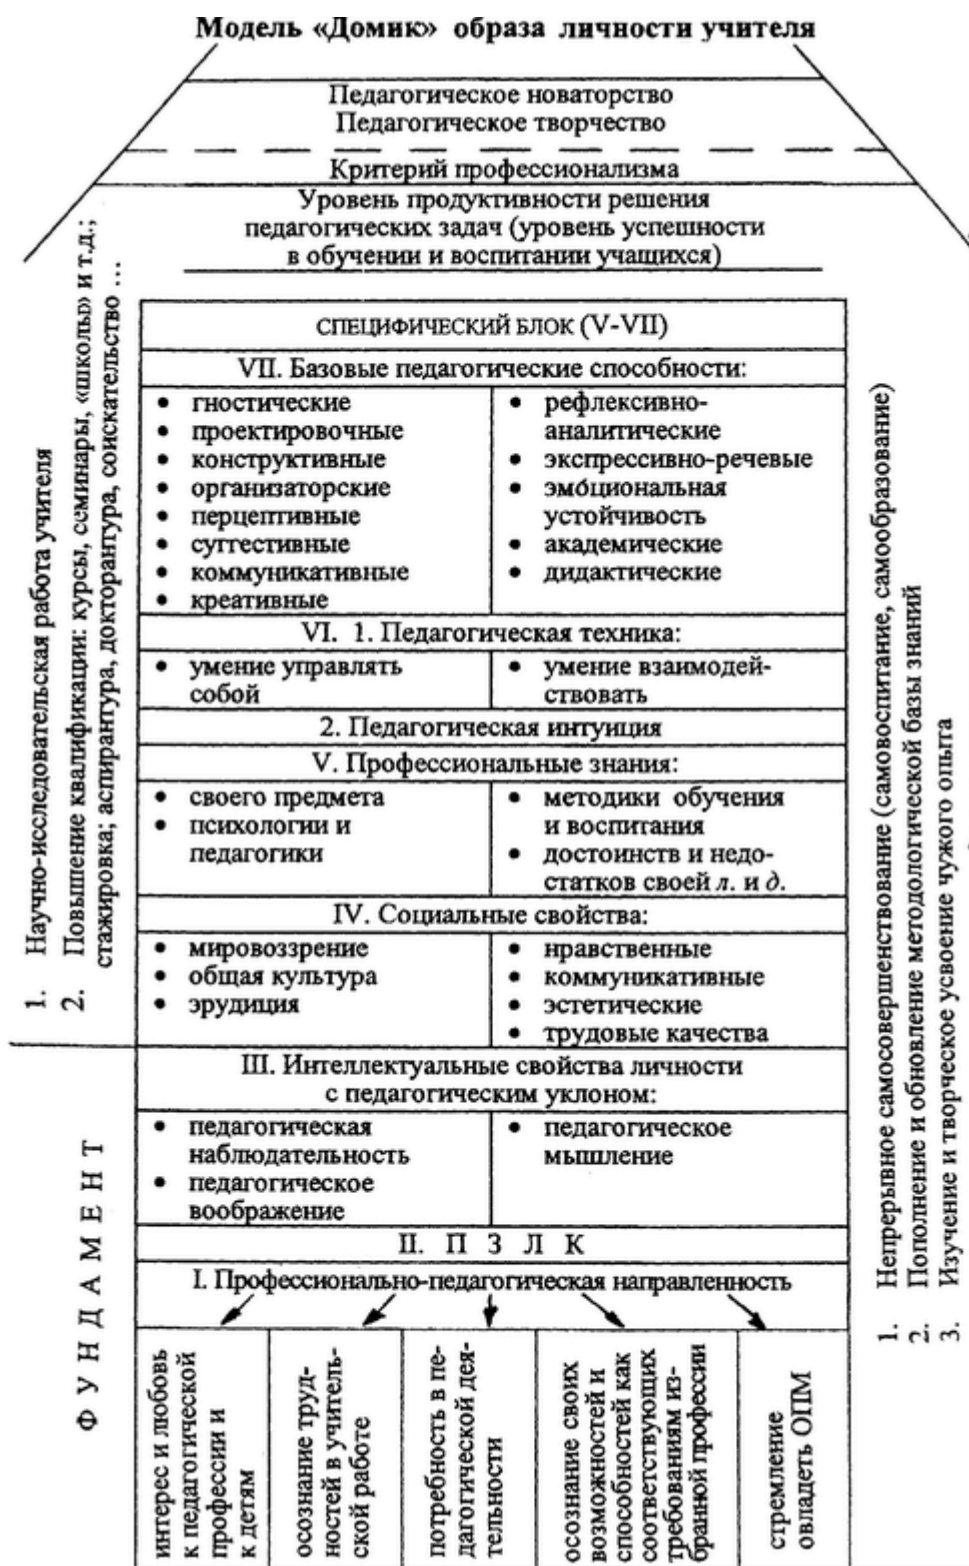 Модель «Домик» образа личности учителя
Педагогическое новаторство
Педагогическое творчество
Критерий профессионализма
Уровень продуктивности решения
педагогических задач (уровень успешности
в обучении и воспитании учащихся)
1. Научно-исследовательская работа учителя
2. Повышение квалификации: курсы, семинары, «школы» и т.д.;
стажировка; аспирантура, докторантура, соискательство ...
СПЕЦИФИЧЕСКИЙ БЛОК (V-VII)
VII. Базовые педагогические способности:
• гностические
• проектировочные
• конструктивные
• организаторские
• перцептивные
• суггестивные
• коммуникативные
• креативные
• рефлексивно-
аналитические
• экспрессивно-речевые
• эмоциональная
устойчивость
• академические
• дидактические
VI. 1. Педагогическая техника:
• умение управлять
собой
• умение взаимодей-
ствовать
2. Педагогическая интуиция
V. Профессиональные знания:
• своего предмета
• психологии и
педагогики
• методики обучения
и воспитания
• достоинств и недо-
статков своей л. и д.
IV. Социальные свойства:
• мировоззрение
• общая культура
• эрудиция
• нравственные
• коммуникативные
• эстетические
• трудовые качества
III. Интеллектуальные свойства личности
с педагогическим уклоном:
• педагогическая
наблюдательность
• педагогическое
воображение
• педагогическое
мышление
II. П З Л К
I. Профессионально-педагогическая направленность
интерес и любовь
к педагогической
профессии и
к детям
осознание труд-
ностей в учитель-
ской работе
потребность в пе-
дагогической дея-
тельности
осознание своих
возможностей и
способностей как
соответствующих
требованиям из-
бранной профессии
стремление
овладеть ОПМ
ФУНДАМЕНТ
1. Непрерывное самосовершенствование (самовоспитание, самообразование)
2. Пополнение и обновление методологической базы знаний
3. Изучение и творческое усвоение чужого опыта